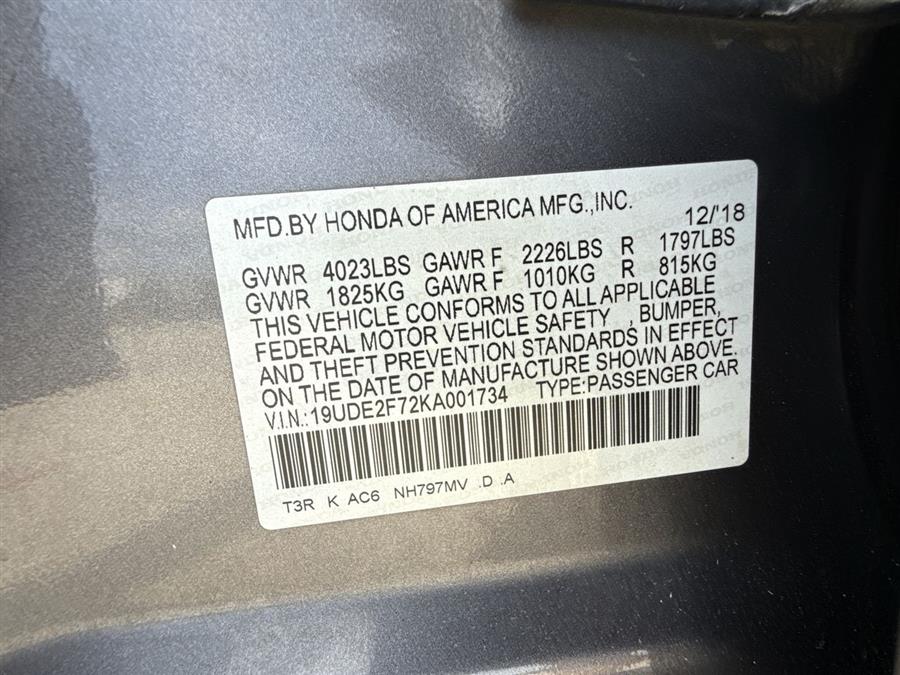 MFD.BY HONDA OF AMERICA MFG.,INC. 12/'18
GVWR 4023LBS GAWR F 2226LBS R 1797LBS
GVWR 1825KG GAWR F 1010KG R 815KG
THIS VEHICLE CONFORMS TO ALL APPLICABLE
FEDERAL MOTOR VEHICLE SAFETY , BUMPER,
AND THEFT PREVENTION STANDARDS IN EFFECT
ON THE DATE OF MANUFACTURE SHOWN ABOVE.
V.I.N.:19UDE2F72KA001734 TYPE:PASSENGER CAR
T3R K AC6 NH797MV .D .A